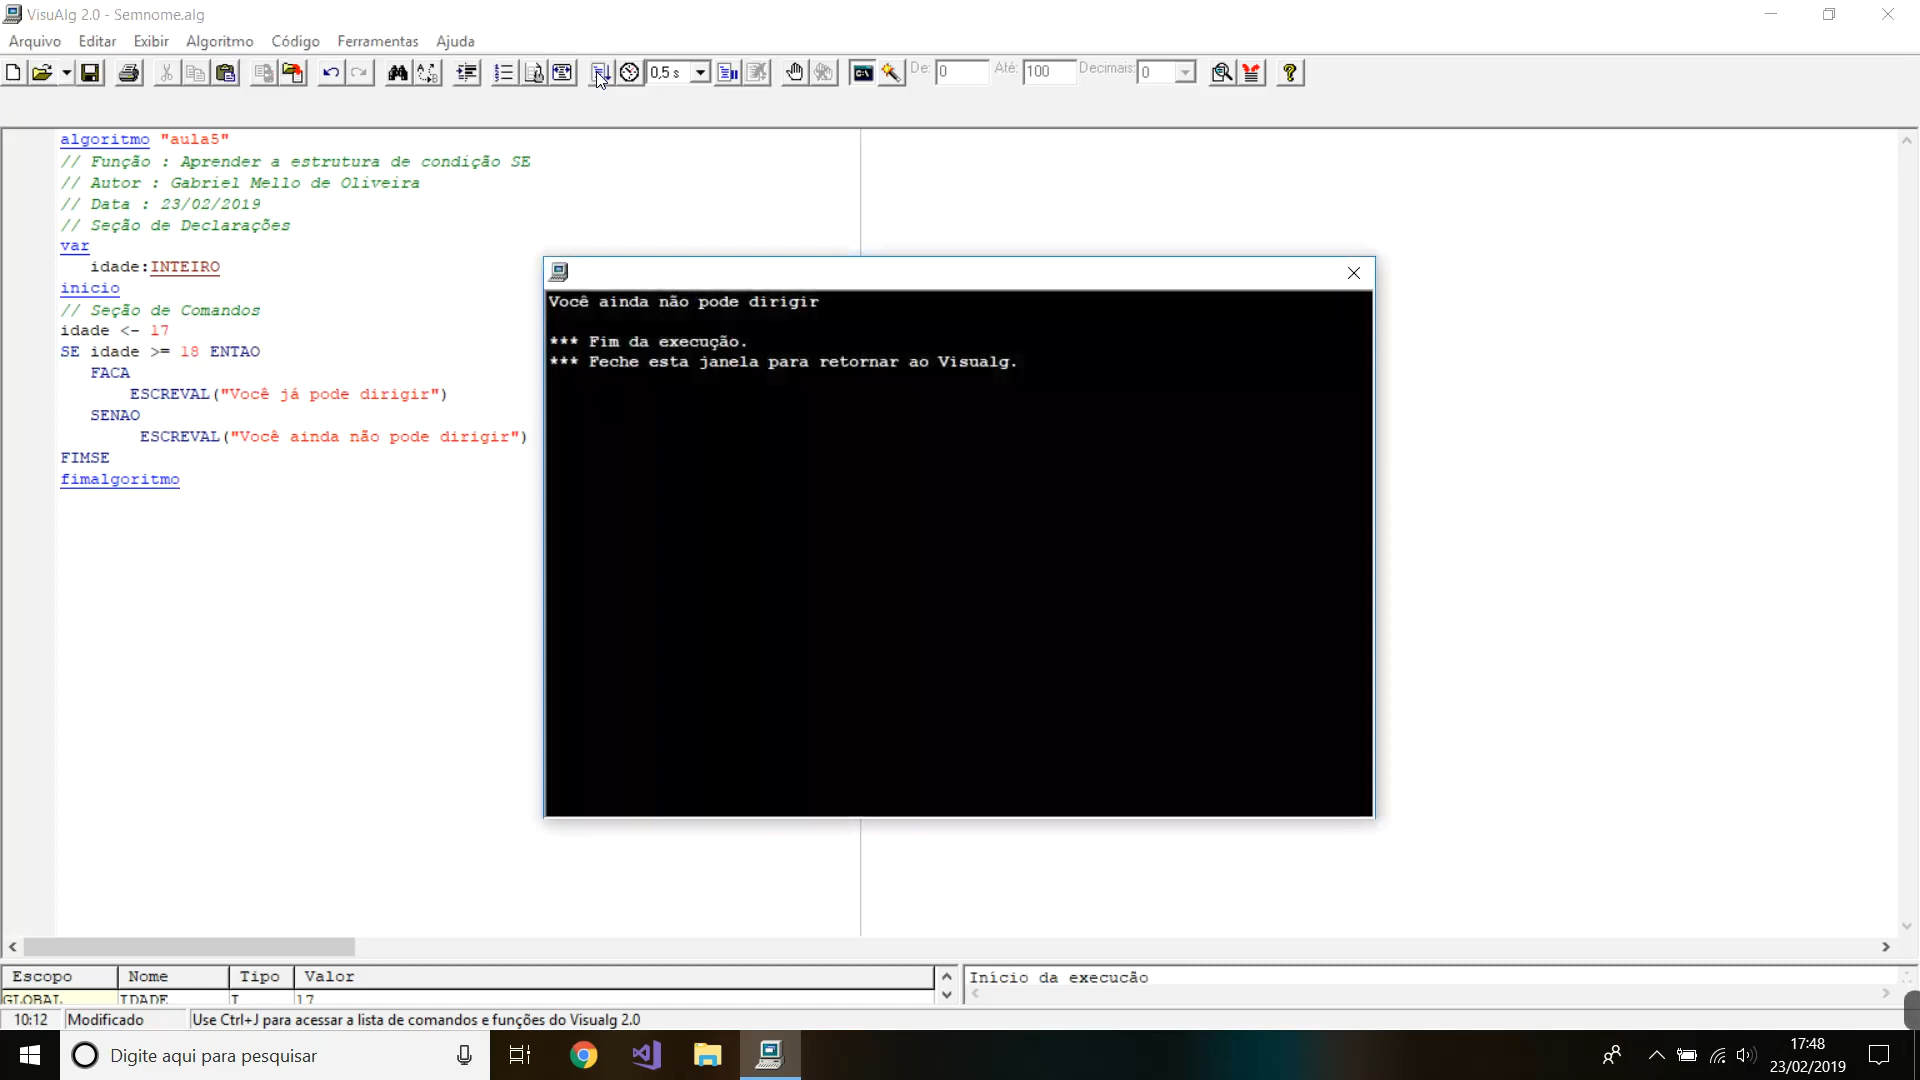 VisuAlg 2.0 - Semnome.alg
Arquivo Editar Exibir Algoritmo Código Ferramentas Ajuda
0,5 s De: 0 Até: 100 Decimais: 0
algoritmo "aula5"
// Função : Aprender a estrutura de condição SE
// Autor : Gabriel Mello de Oliveira
// Data : 23/02/2019
// Seção de Declarações
var
idade:INTEIRO
inicio
// Seção de Comandos
idade <- 17
SE idade >= 18 ENTAO
FACA
ESCREVAL("Você já pode dirigir")
SENAO
ESCREVAL("Você ainda não pode dirigir")
FIMSE
fimalgoritmo
Você ainda não pode dirigir
*** Fim da execução.
*** Feche esta janela para retornar ao Visualg.
Escopo Nome Tipo Valor
GLOBAL IDADE I 17
Início da execução
10:12 Modificado Use Ctrl+J para acessar a lista de comandos e funções do Visualg 2.0
Digite aqui para pesquisar
17:48
23/02/2019